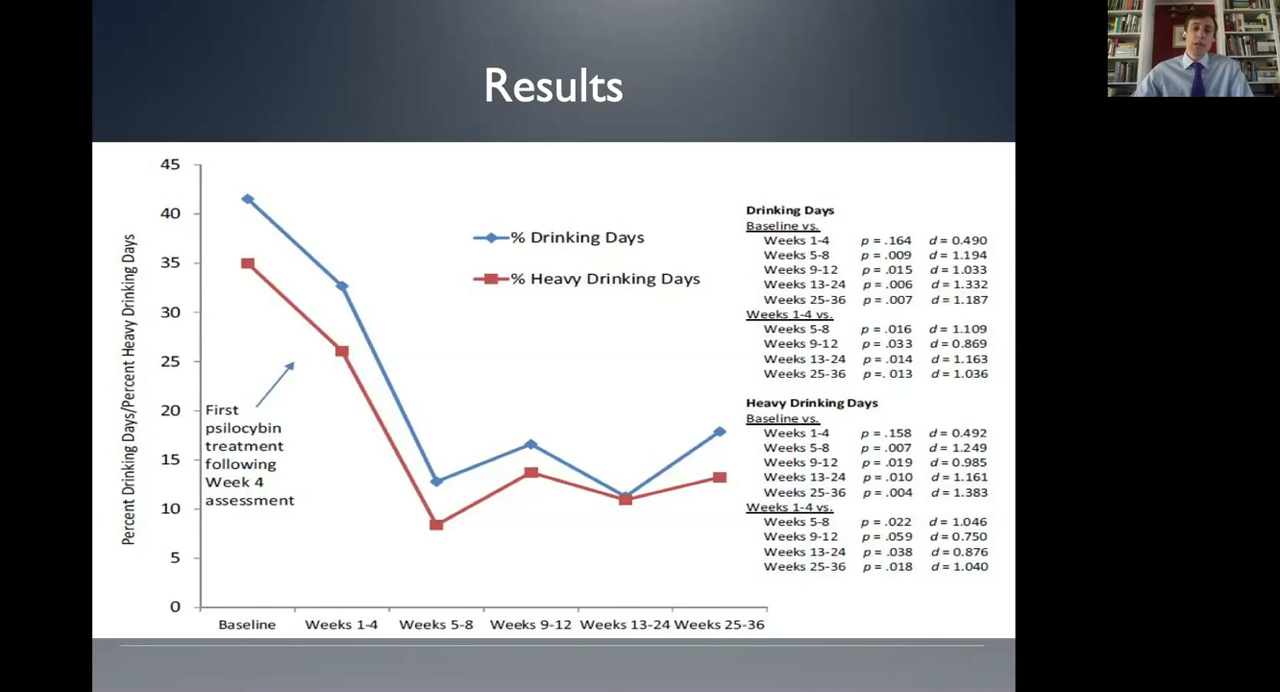 Results
Percent Drinking Days/Percent Heavy Drinking Days
45
40
35
30
25
20
15
10
5
0
% Drinking Days
% Heavy Drinking Days
First
psilocybin
treatment
following
Week 4
assessment
Baseline
Weeks 1-4
Weeks 5-8
Weeks 9-12
Weeks 13-24
Weeks 25-36
Drinking Days
Baseline vs.
Weeks 1-4 p = .164 d = 0.490
Weeks 5-8 p = .009 d = 1.194
Weeks 9-12 p = .015 d = 1.033
Weeks 13-24 p = .006 d = 1.332
Weeks 25-36 p = .007 d = 1.187
Weeks 1-4 vs.
Weeks 5-8 p = .016 d = 1.109
Weeks 9-12 p = .033 d = 0.869
Weeks 13-24 p = .014 d = 1.163
Weeks 25-36 p =. 013 d = 1.036
Heavy Drinking Days
Baseline vs.
Weeks 1-4 p = .158 d = 0.492
Weeks 5-8 p = .007 d = 1.249
Weeks 9-12 p = .019 d = 0.985
Weeks 13-24 p = .010 d = 1.161
Weeks 25-36 p = .004 d = 1.383
Weeks 1-4 vs.
Weeks 5-8 p = .022 d = 1.046
Weeks 9-12 p = .059 d = 0.750
Weeks 13-24 p = .038 d = 0.876
Weeks 25-36 p = .018 d = 1.040